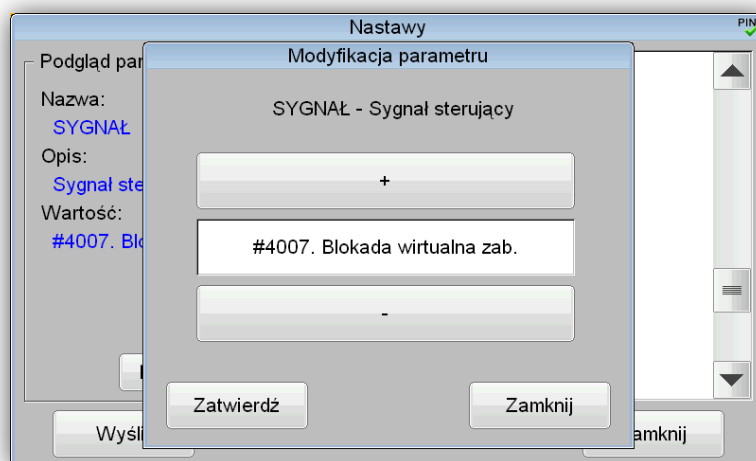 Nastawy
PIN
Modyfikacja parametru
Podgląd par
Nazwa:
SYGNAŁ
Opis:
Sygnał ste
Wartość:
#4007. Blo
SYGNAŁ - Sygnał sterujący
+
#4007. Blokada wirtualna zab.
-
Zatwierdź
Zamknij
Wyśli
amknij